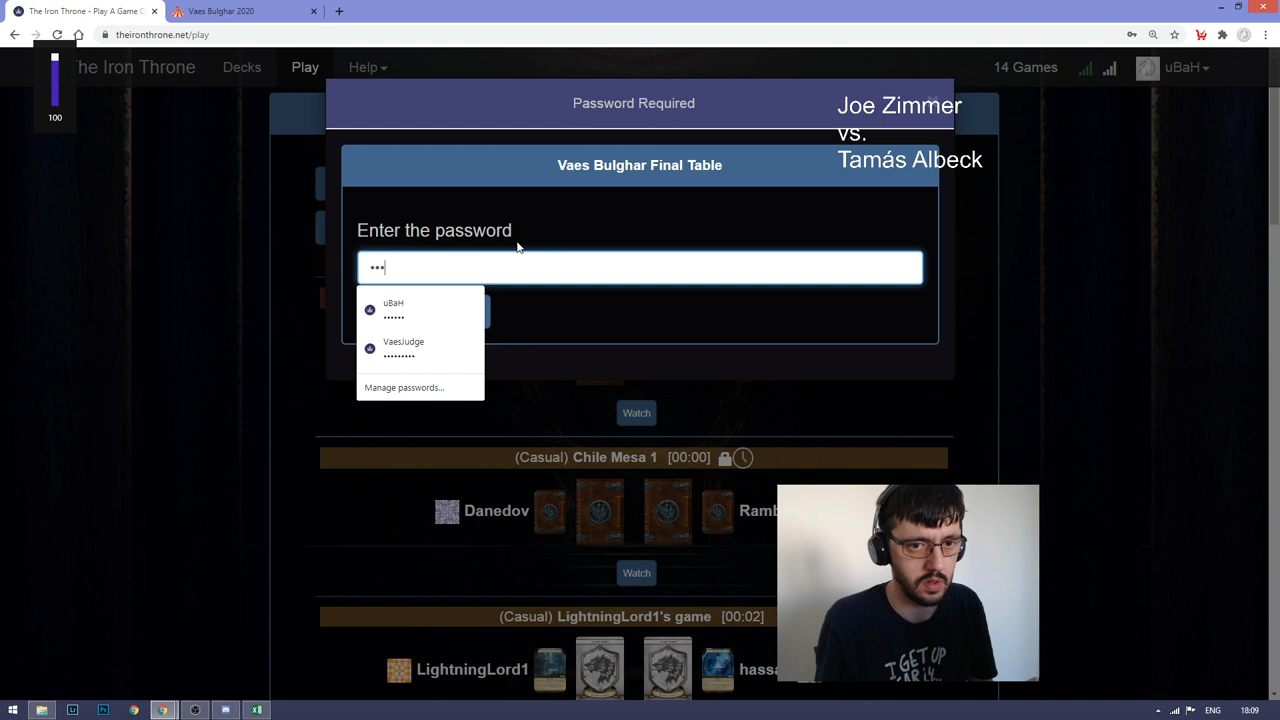 The Iron Throne - Play A Game O
Vaes Bulghar 2020
theironthrone.net/play
The Iron Throne
Decks
Play
Help
14 Games
uBaH
100
Password Required
Joe Zimmer
vs.
Tamás Albeck
Vaes Bulghar Final Table
Enter the password
•••
uBaH
••••••
VaesJudge
•••••••••
Manage passwords...
Watch
(Casual) Chile Mesa 1 [00:00]
Danedov
Ramb
Watch
(Casual) LightningLord1's game [00:02]
LightningLord1
hassa
I GET UP
EARLY..
ENG
18:09